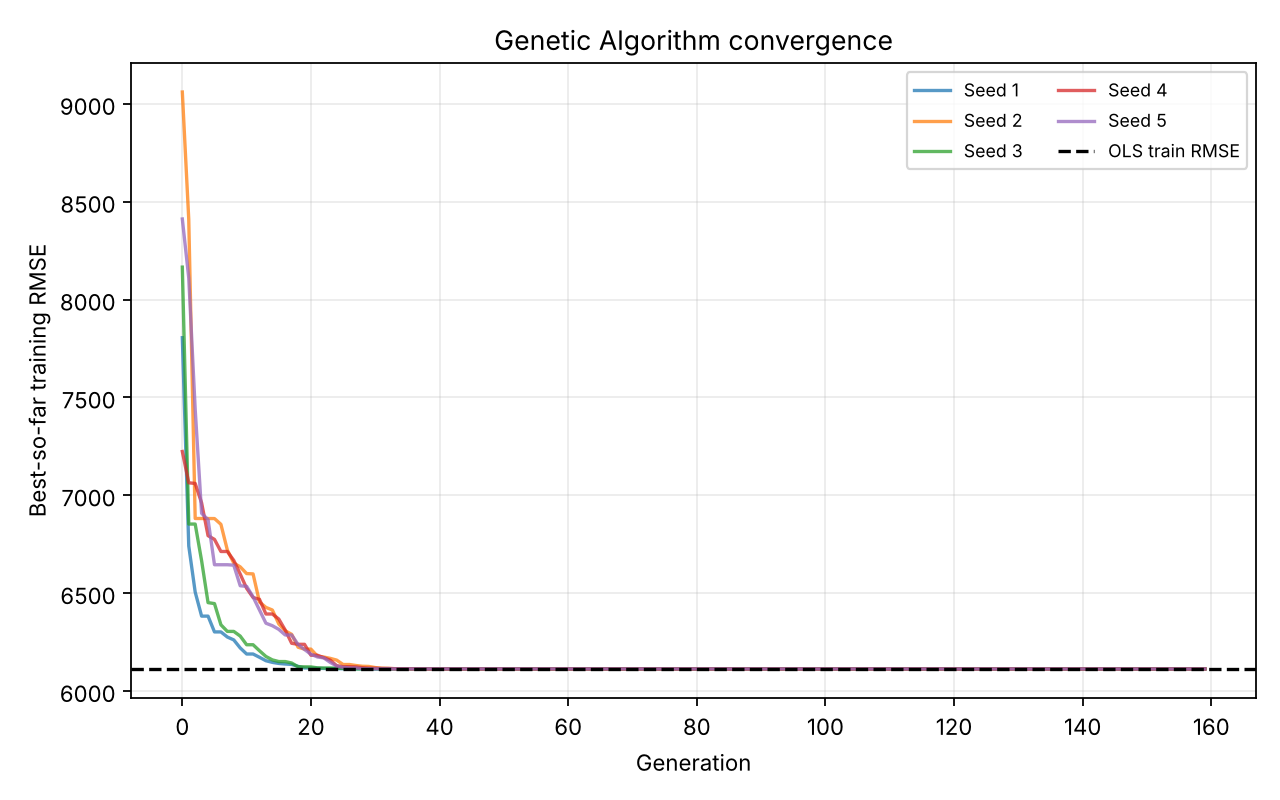 Genetic Algorithm convergence
Seed 1
Seed 2
Seed 3
Seed 4
Seed 5
OLS train RMSE
Best-so-far training RMSE
9000
8500
8000
7500
7000
6500
6000
0 20 40 60 80 100 120 140 160
Generation